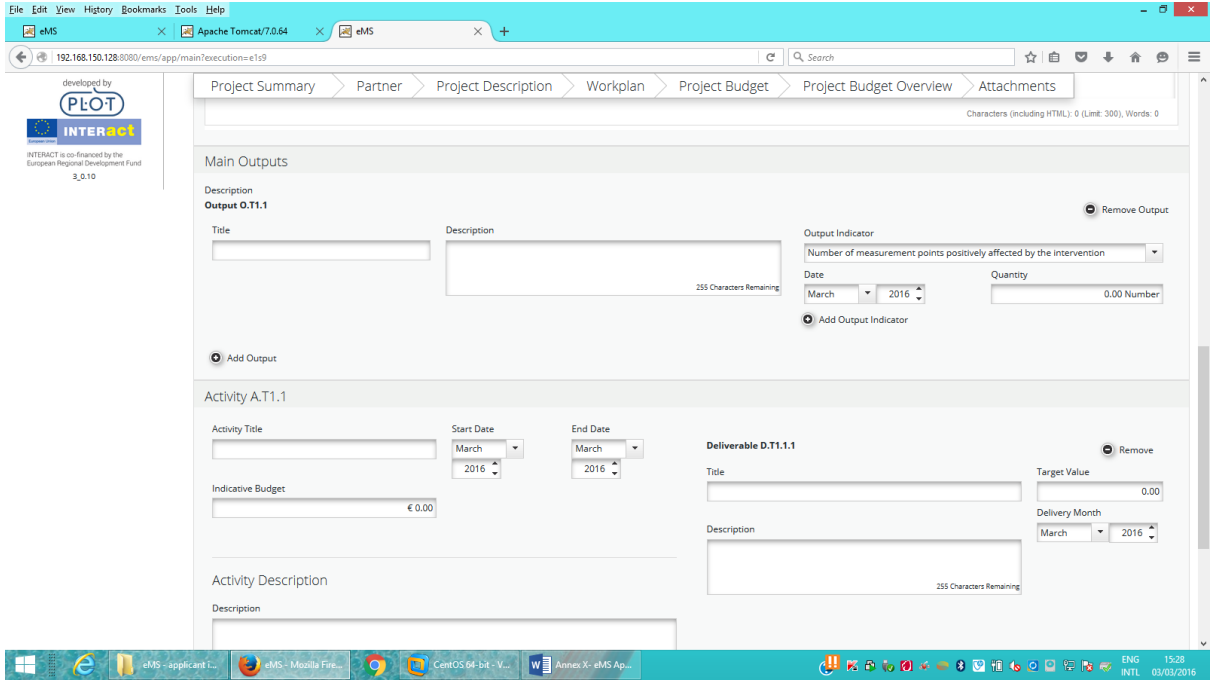 File Edit View History Bookmarks Tools Help
eMS
Apache Tomcat/7.0.64
eMS
192.168.150.128:8080/ems/app/main?execution=e1s9
Search
developed by
PLOT
INTERact
European Union
INTERACT is co-financed by the
European Regional Development Fund
3_0.10
Project Summary Partner Project Description Workplan Project Budget Project Budget Overview Attachments
Characters (including HTML): 0 (Limit: 300), Words: 0
Main Outputs
Description
Output O.T1.1
Remove Output
Title
Description
255 Characters Remaining
Output Indicator
Number of measurement points positively affected by the intervention
Date Quantity
March 2016 0.00 Number
Add Output Indicator
Add Output
Activity A.T1.1
Activity Title
Start Date
March
2016
End Date
March
2016
Indicative Budget
€ 0.00
Deliverable D.T1.1.1
Remove
Title
Target Value
0.00
Delivery Month
March 2016
Description
255 Characters Remaining
Activity Description
Description
eMS - applicant i...
eMS - Mozilla Fire...
CentOS 64-bit - V...
Annex X- eMS Ap...
ENG
INTL
15:28
03/03/2016